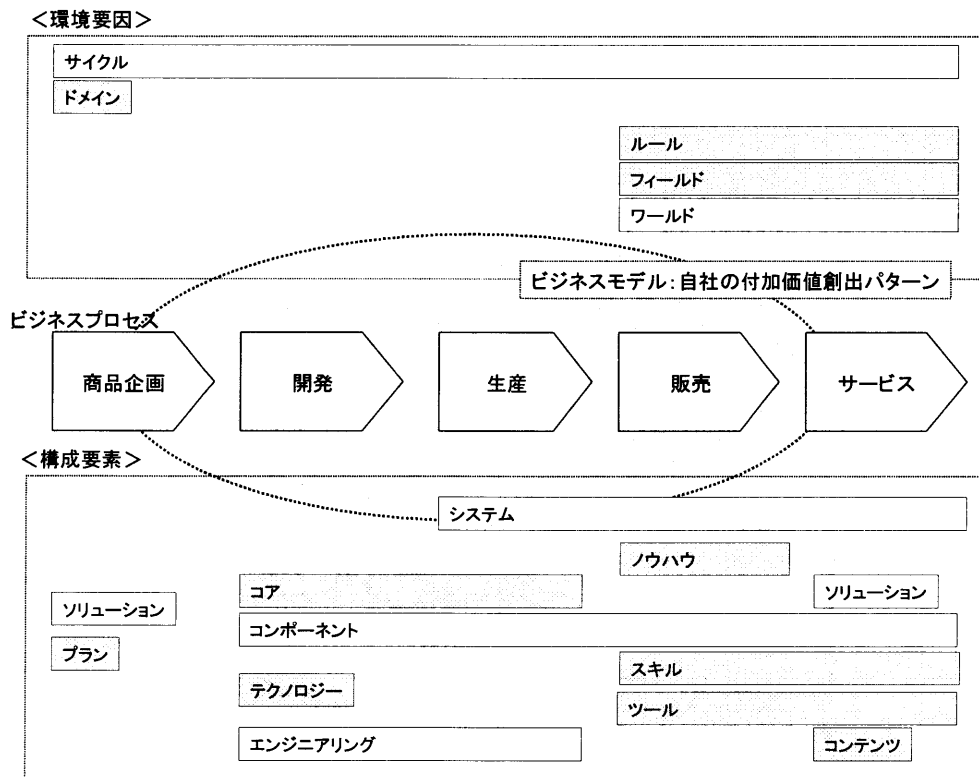 <環境要因>
サイクル
ドメイン
ルール
フィールド
ワールド
ビジネスモデル:自社の付加価値創出パターン
ビジネスプロセス
商品企画
開発
生産
販売
サービス
<構成要素>
システム
ノウハウ
コア
ソリューション
ソリューション
コンポーネント
プラン
スキル
テクノロジー
ツール
エンジニアリング
コンテンツ